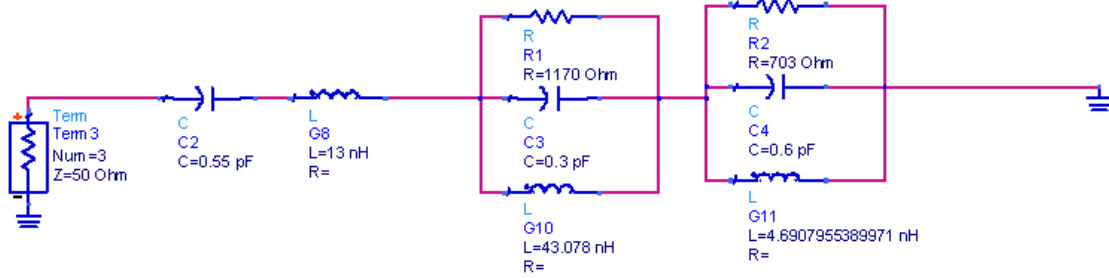 Term
Term3
Num=3
Z=50 Ohm
C
C2
C=0.55 pF
L
G8
L=13 nH
R=
R
R1
R=1170 Ohm
C
C3
C=0.3 pF
L
G10
L=43.078 nH
R=
R
R2
R=703 Ohm
C
C4
C=0.6 pF
L
G11
L=4.6907955389971 nH
R=